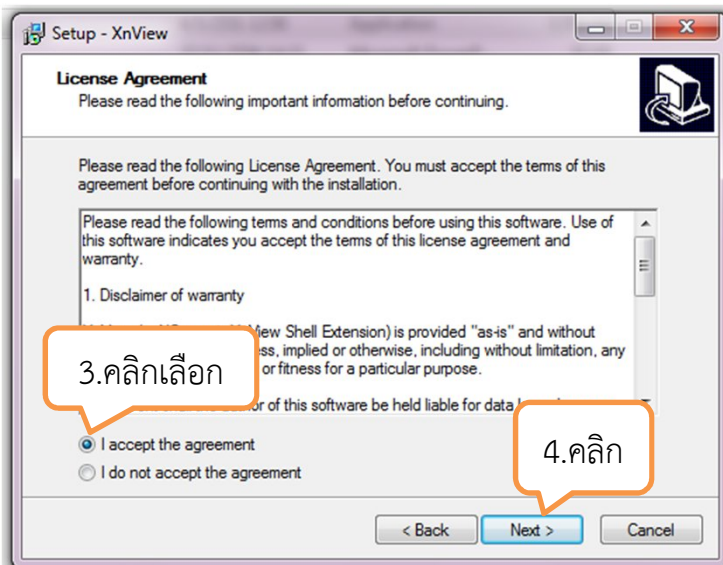 Setup - XnView
License Agreement
Please read the following important information before continuing.
Please read the following License Agreement. You must accept the terms of this
agreement before continuing with the installation.
Please read the following terms and conditions before using this software. Use of
this software indicates you accept the terms of this license agreement and
warranty.
1. Disclaimer of warranty
View Shell Extension) is provided "as-is" and without
implied or otherwise, including without limitation, any
or fitness for a particular purpose.
of this software be held liable for data
3.คลิกเลือก
I accept the agreement
I do not accept the agreement
4.คลิก
< Back
Next >
Cancel